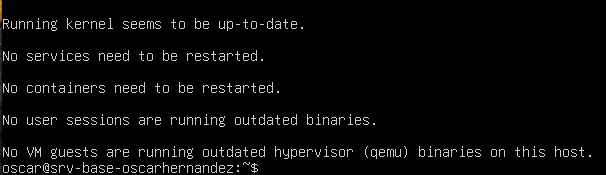 Running kernel seems to be up-to-date.
No services need to be restarted.
No containers need to be restarted.
No user sessions are running outdated binaries.
No VM guests are running outdated hypervisor (qemu) binaries on this host.
oscar@srv-base-oscarhernandez:~$